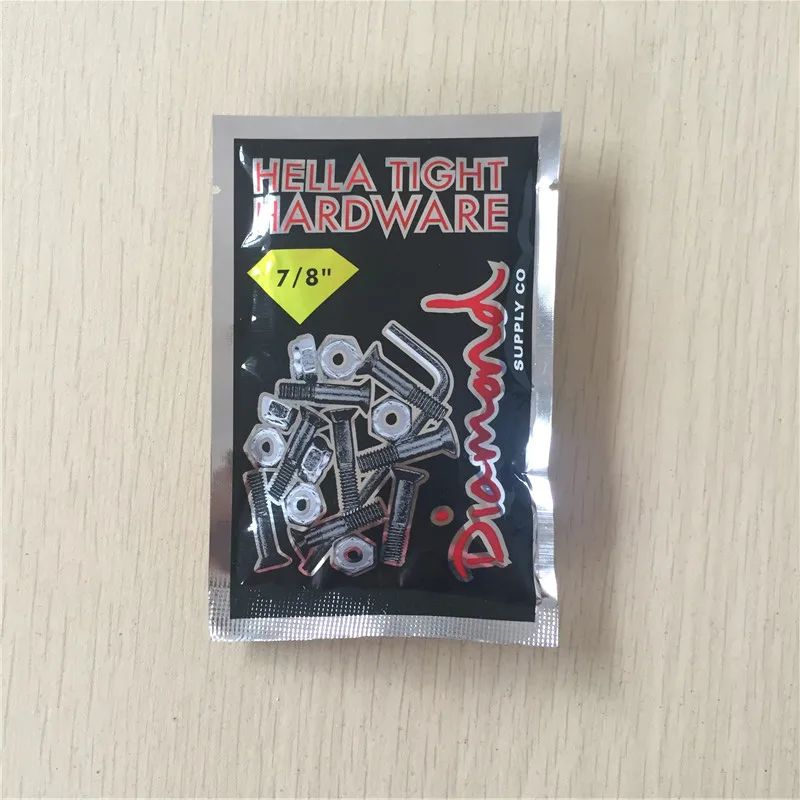 HELLA TIGHT
HARDWARE
7/8"
Diamond
SUPPLY CO